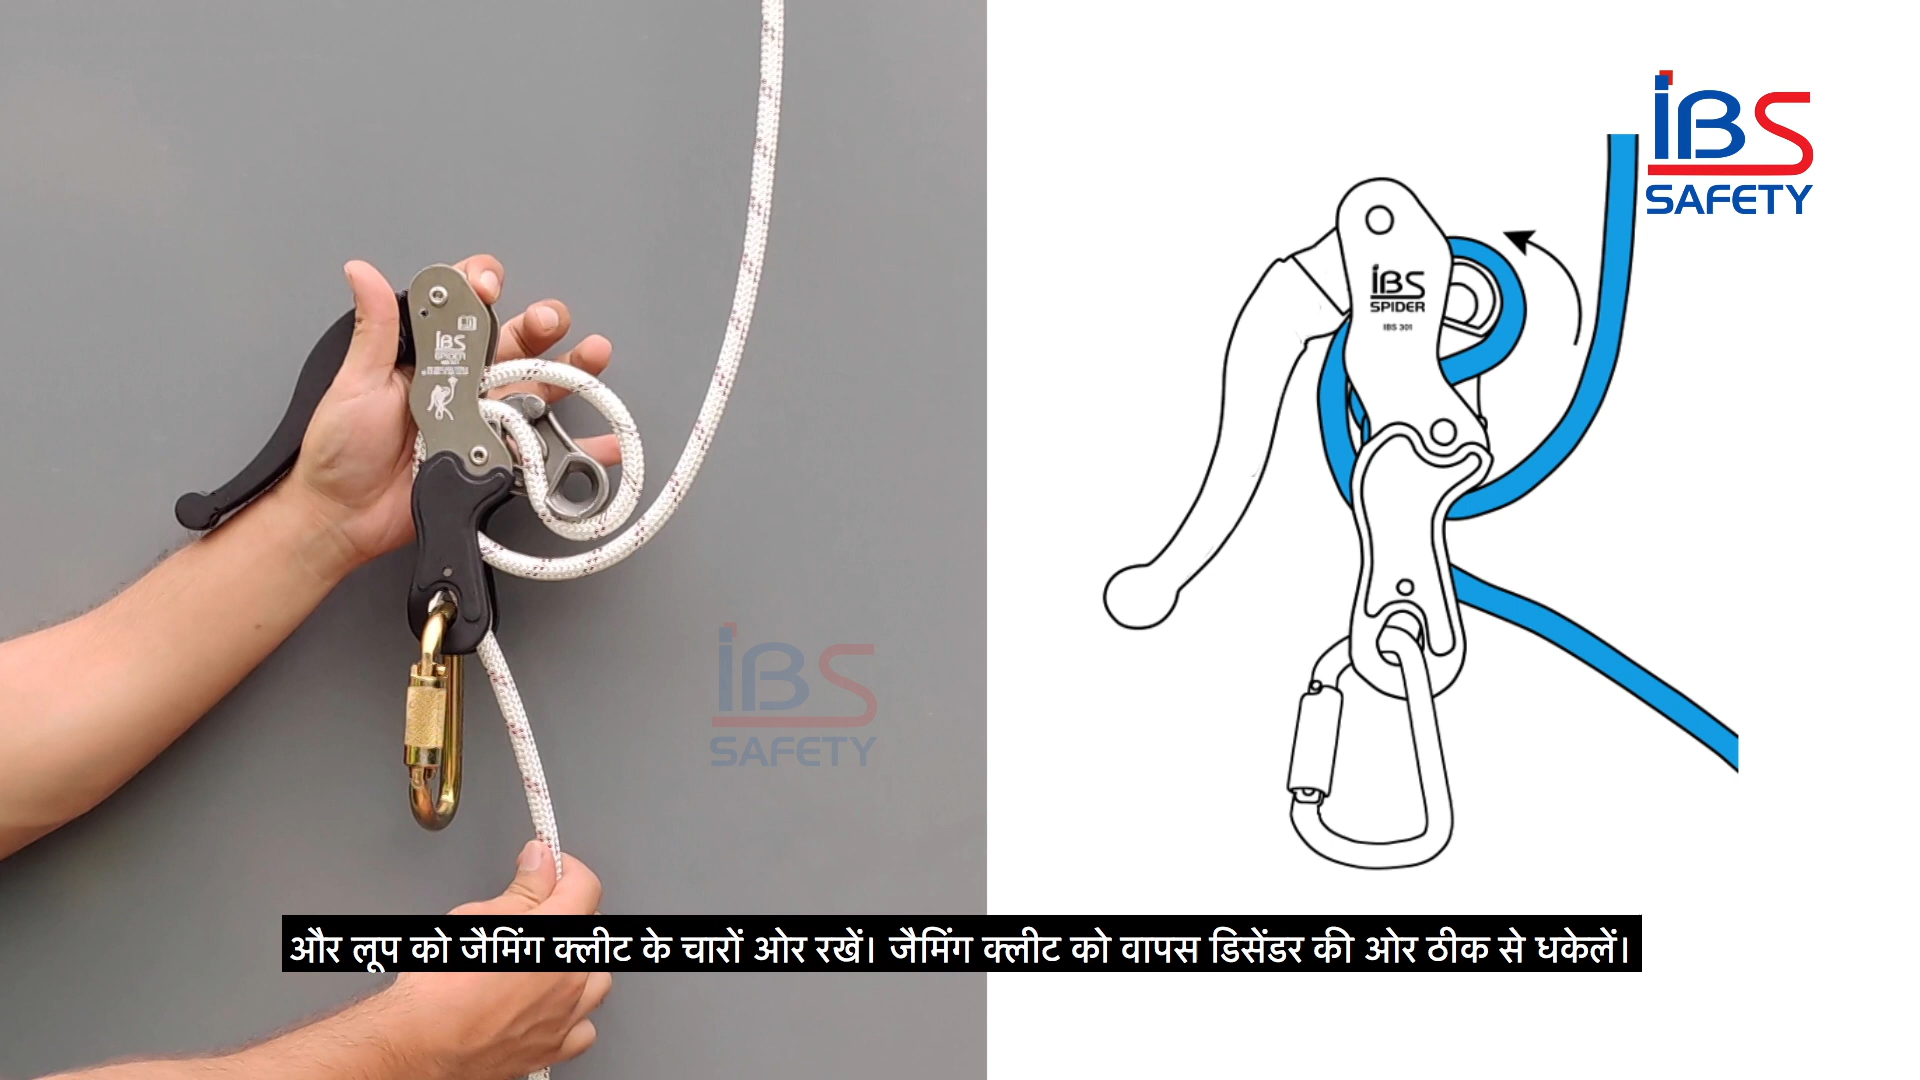 IBS
SAFETY
IBS
SPIDER
IBS 301
IBS
SPIDER
IBS
SAFETY
और लूप को जैमिंग क्लीट के चारों ओर रखें। जैमिंग क्लीट को वापस डिसेंडर की ओर ठीक से धकेलें।